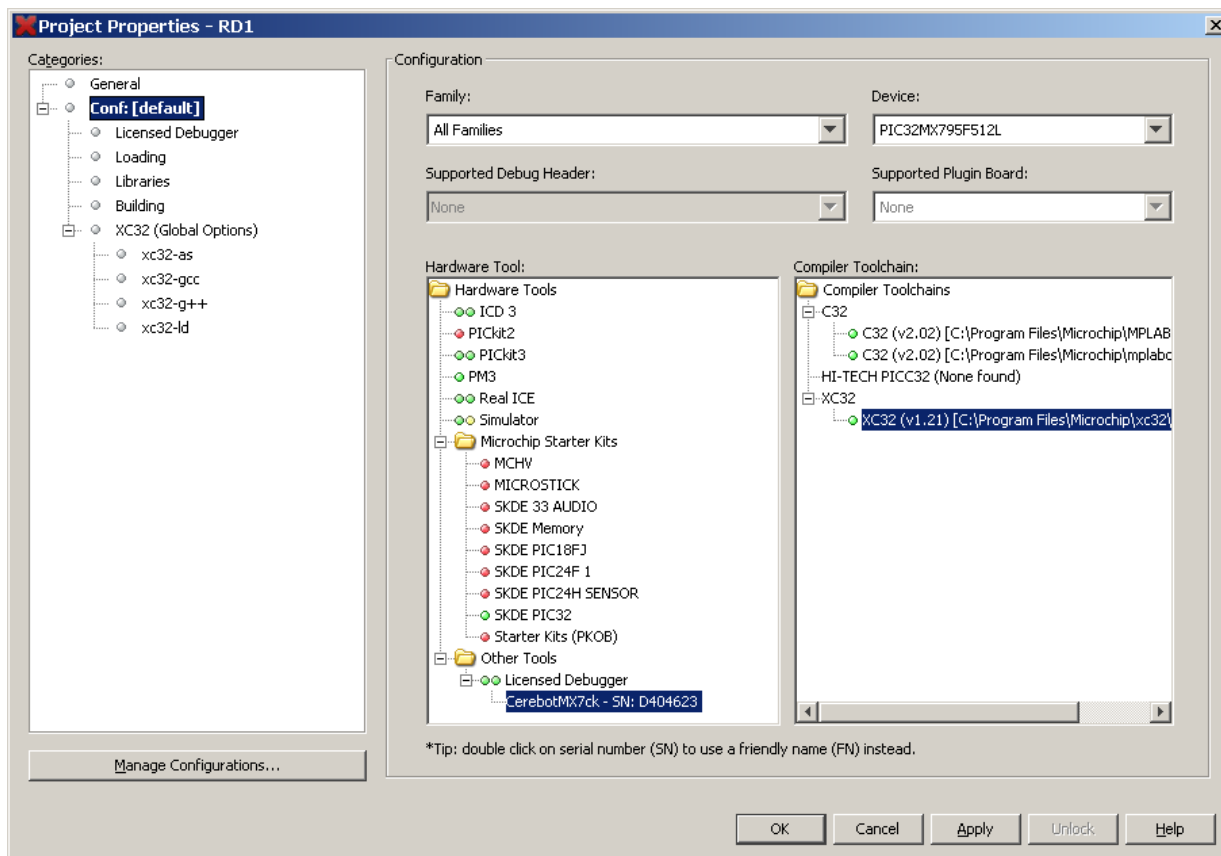 Project Properties - RD1
Categories:
General
Conf: [default]
Licensed Debugger
Loading
Libraries
Building
XC32 (Global Options)
xc32-as
xc32-gcc
xc32-g++
xc32-ld
Manage Configurations...
Configuration
Family:
Device:
All Families
PIC32MX795F512L
Supported Debug Header:
Supported Plugin Board:
None
None
Hardware Tool:
Hardware Tools
ICD 3
PICkit2
PICkit3
PM3
Real ICE
Simulator
Microchip Starter Kits
MCHV
MICROSTICK
SKDE 33 AUDIO
SKDE Memory
SKDE PIC18FJ
SKDE PIC24F 1
SKDE PIC24H SENSOR
SKDE PIC32
Starter Kits (PKOB)
Other Tools
Licensed Debugger
CerebotMX7ck - SN: D404623
Compiler Toolchain:
Compiler Toolchains
C32
C32 (v2.02) [C:\Program Files\Microchip\MPLAB
C32 (v2.02) [C:\Program Files\Microchip\mplabc
HI-TECH PICC32 (None found)
XC32
XC32 (v1.21) [C:\Program Files\Microchip\xc32\
*Tip: double click on serial number (SN) to use a friendly name (FN) instead.
OK
Cancel
Apply
Unlock
Help